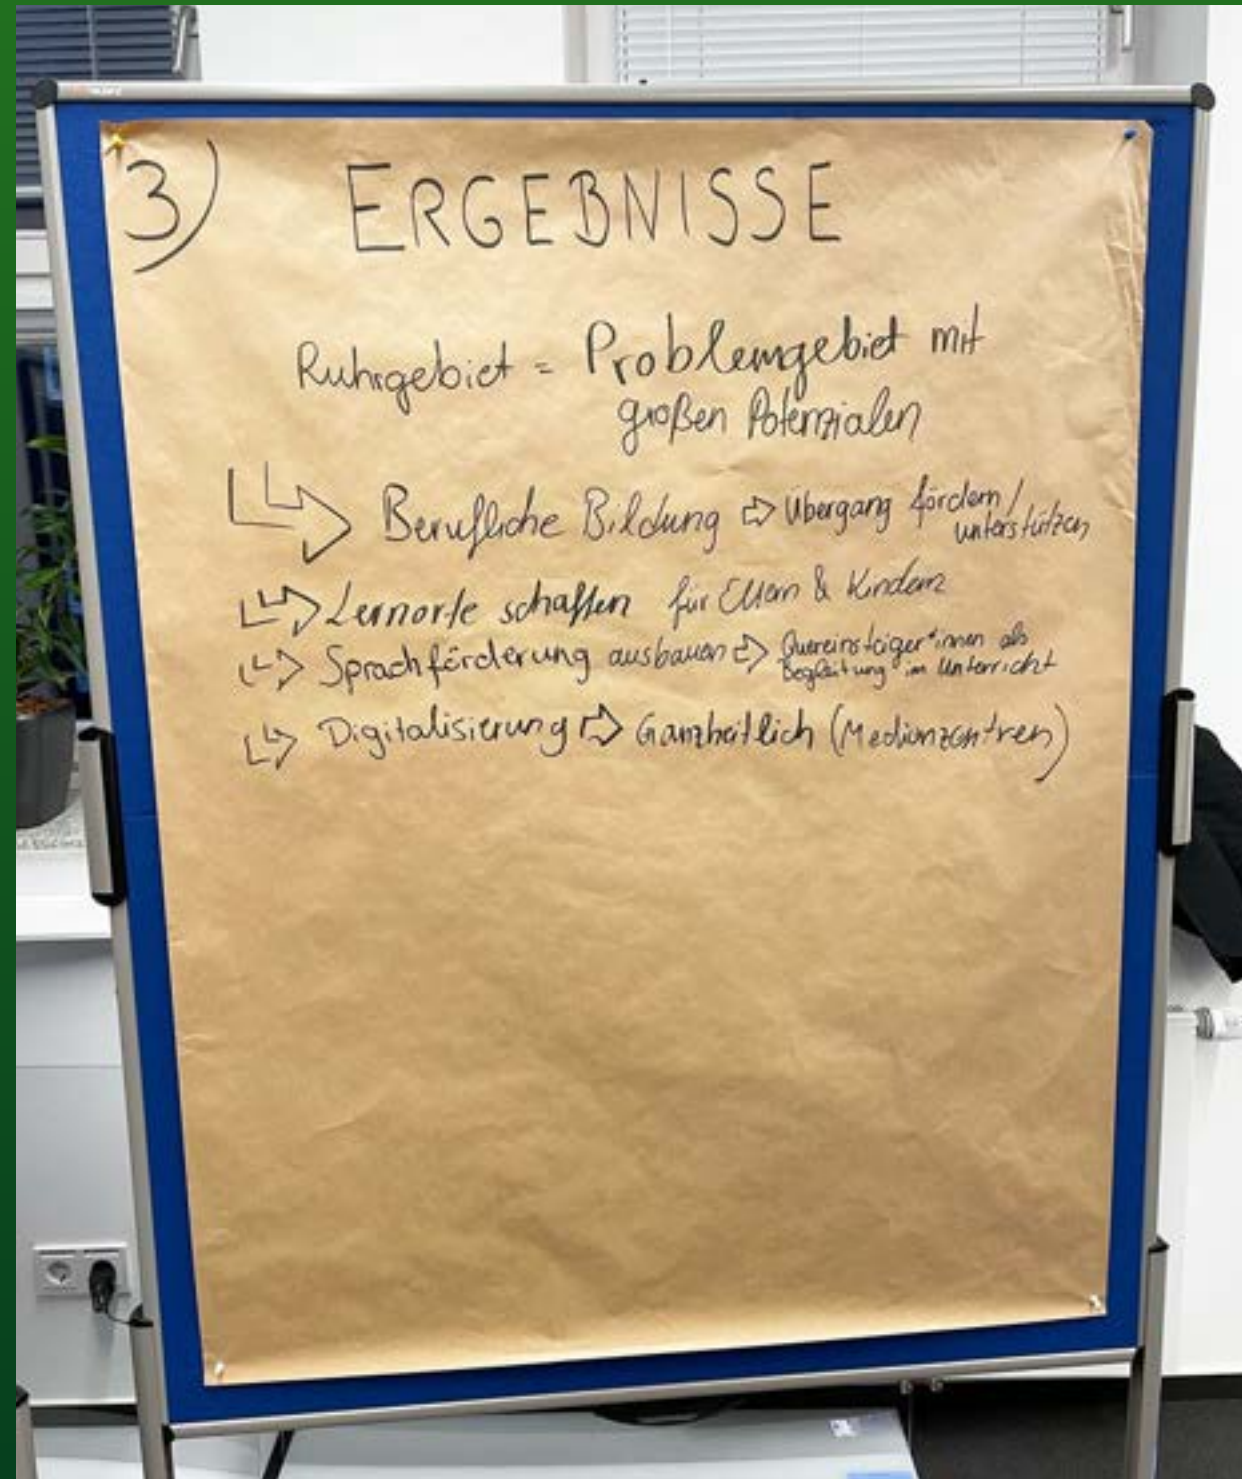 3) ERGEBNISSE
Ruhrgebiet = Problemgebiet mit
großen Potenzialen
Berufliche Bildung ⇨ Übergang fördern/
unterstützen
Lernorte schaffen für Eltern & Kindern
Sprachförderung ausbauen ⇨ Quereinsteiger*innen als
Begleitung im Unterricht
Digitalisierung ⇨ Ganzheitlich (Medienzentren)